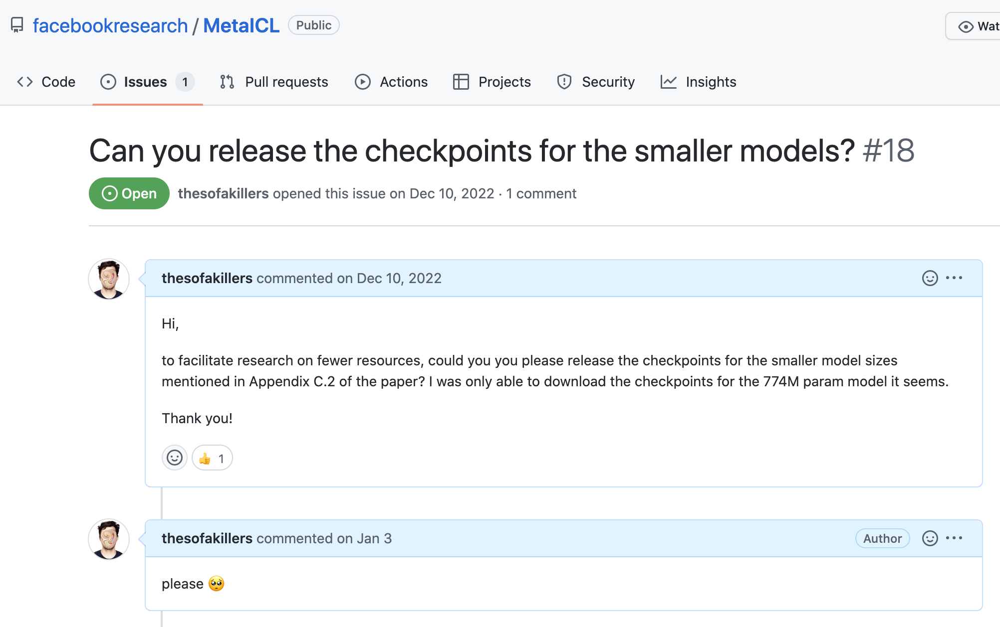 facebookresearch / MetaICL Public
Wat
Code Issues 1 Pull requests Actions Projects Security Insights
Can you release the checkpoints for the smaller models? #18
Open thesofakillers opened this issue on Dec 10, 2022 · 1 comment
thesofakillers commented on Dec 10, 2022
Hi,
to facilitate research on fewer resources, could you you please release the checkpoints for the smaller model sizes
mentioned in Appendix C.2 of the paper? I was only able to download the checkpoints for the 774M param model it seems.
Thank you!
👍 1
thesofakillers commented on Jan 3 Author
please 🥺